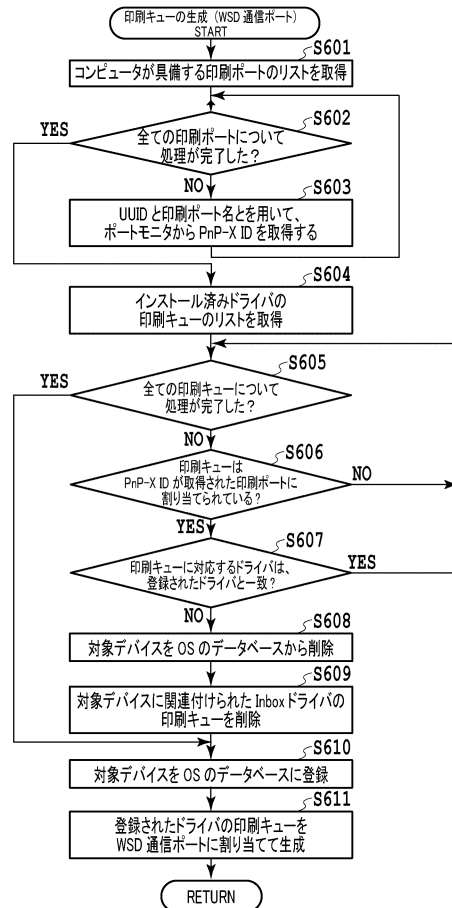 印刷キューの生成（WSD 通信ポート）
START
S601
コンピュータが具備する印刷ポートのリストを取得
S602
YES
全ての印刷ポートについて
処理が完了した？
NO
S603
UUIDと印刷ポート名とを用いて、
ポートモニタから PnP-X ID を取得する
S604
インストール済みドライバの
印刷キューのリストを取得
S605
YES
全ての印刷キューについて
処理が完了した？
NO
S606
印刷キューは
PnP-X ID が取得された印刷ポートに
割り当てられている？
NO
YES
S607
印刷キューに対応するドライバは、
登録されたドライバと一致？
YES
NO
S608
対象デバイスを OS のデータベースから削除
S609
対象デバイスに関連付けられた Inbox ドライバの
印刷キューを削除
S610
対象デバイスを OS のデータベースに登録
S611
登録されたドライバの印刷キューを
WSD 通信ポートに割り当てて生成
RETURN